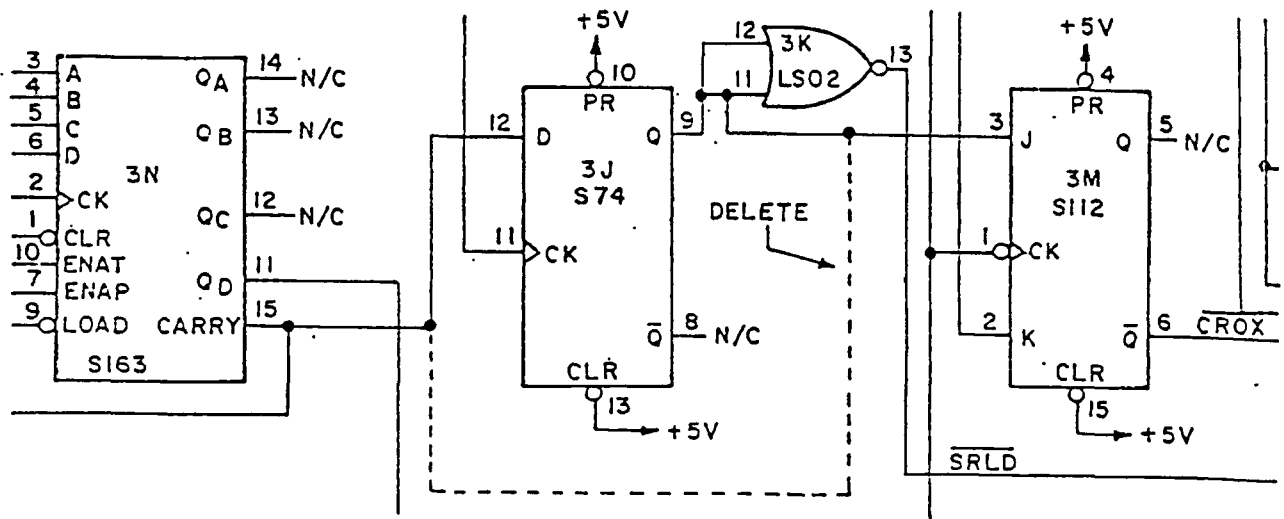 3
A
4
B
5
C
6
D
2
CK
1
CLR
10
ENAT
7
ENAP
9
LOAD
3N
S163
QA
14
N/C
QB
13
N/C
QC
12
N/C
QD
11
CARRY
15
+5V
10
PR
12
D
Q
9
3J
S74
11
CK
Q̅
8
N/C
CLR
13
+5V
12
3K
11
LS02
13
DELETE
+5V
4
PR
3
J
Q
5
N/C
3M
S112
1
CK
2
K
Q̅
6
CROX
CLR
15
+5V
SRLD